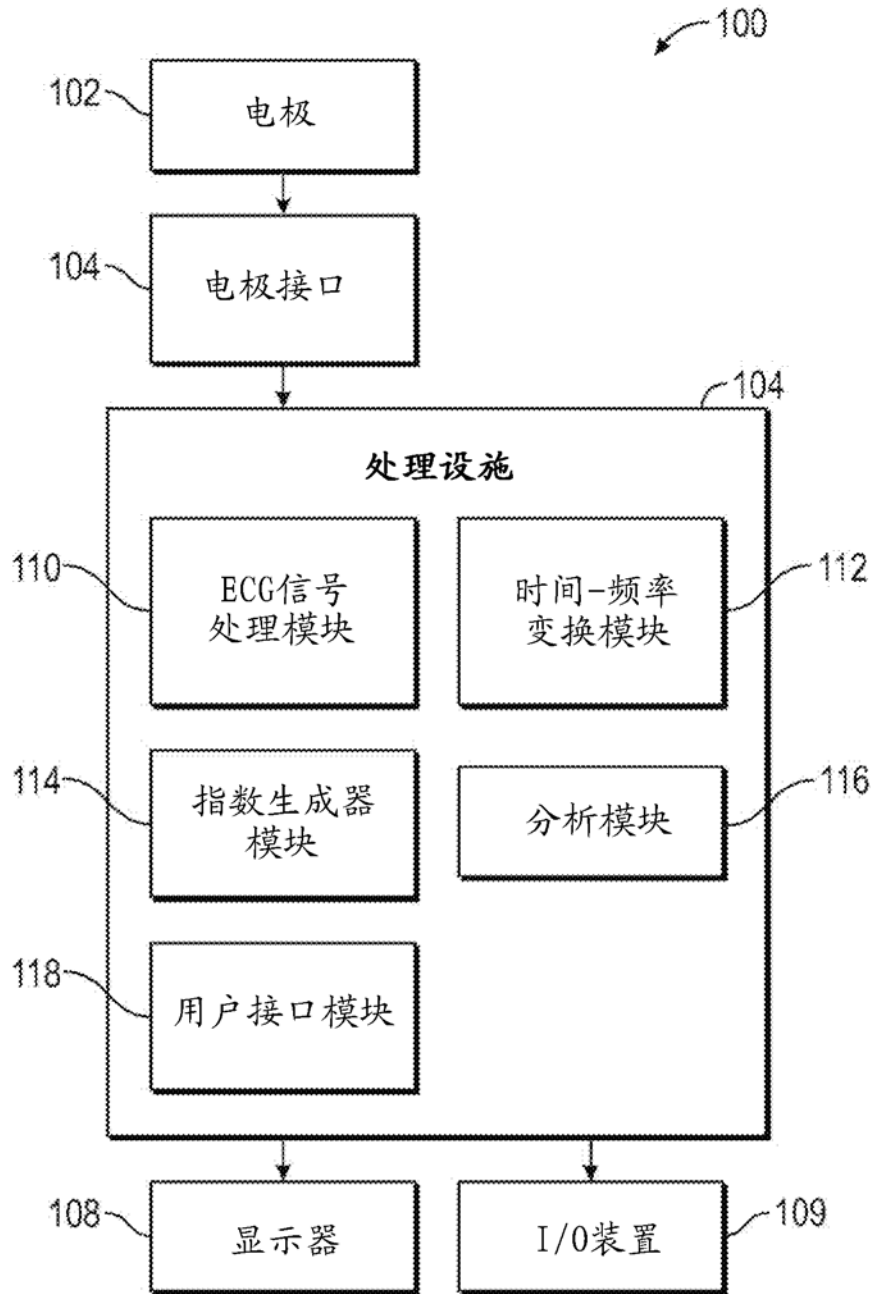 100
102
电极
104
电极接口
104
处理设施
110
ECG信号
处理模块
时间-频率
变换模块
112
114
指数生成器
模块
分析模块
116
118
用户接口模块
108
显示器
I/O装置
109